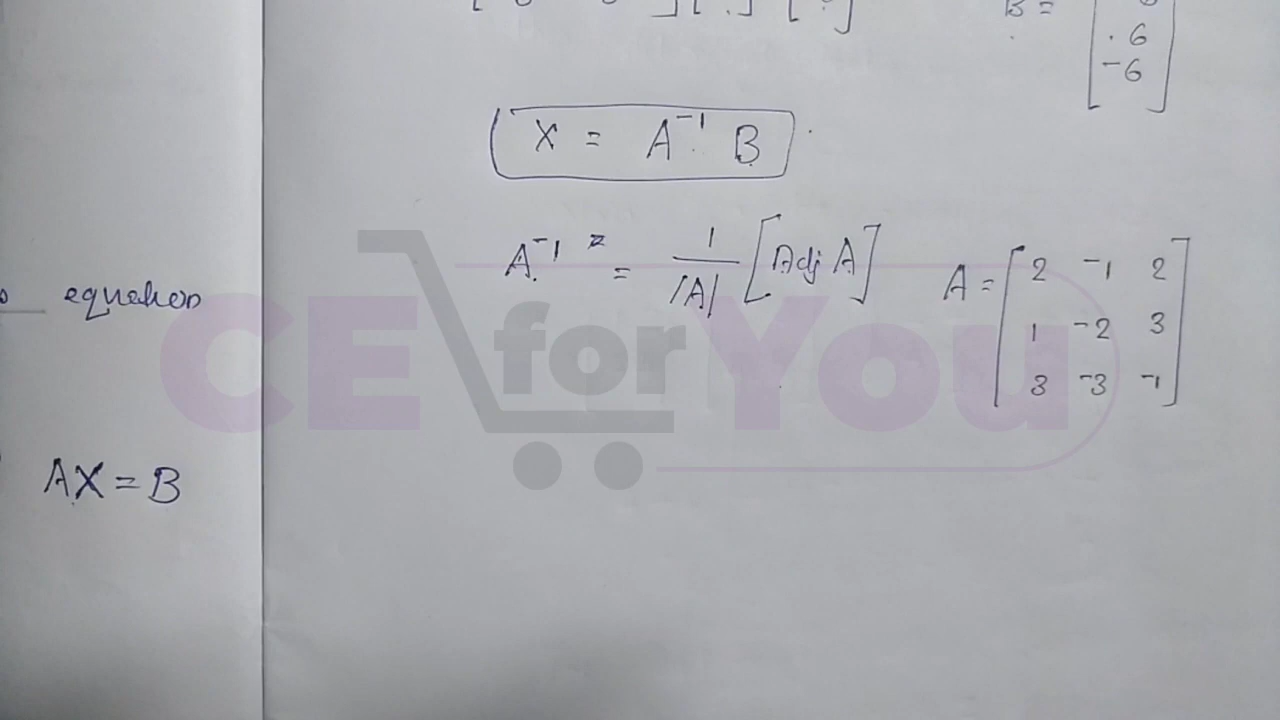 B =
. 6
-6
X = A⁻¹ B
A⁻¹ = 1/|A| [Adj A]
A = [2 -1 2
1 -2 3
3 -3 -1]
equation
AX = B
CE for You